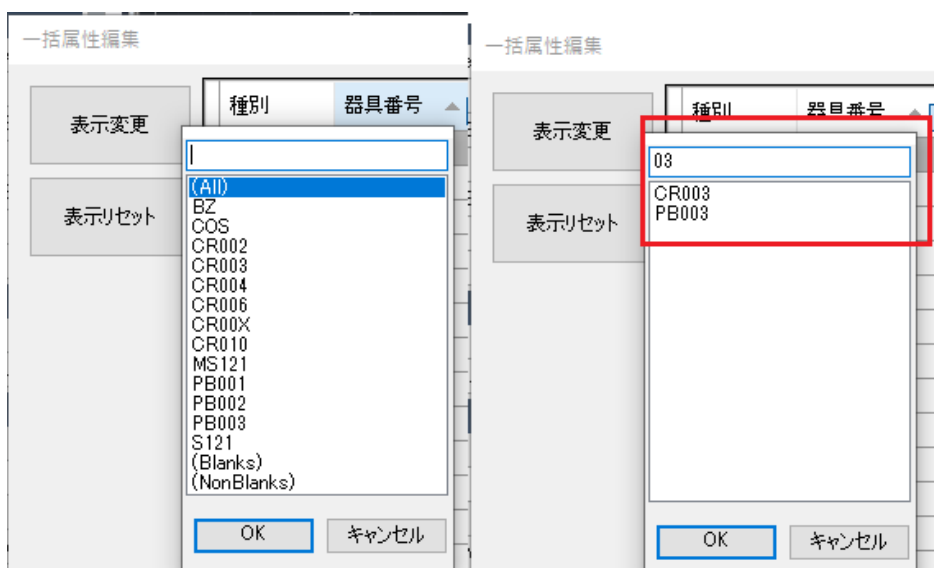 一括属性編集
表示変更
種別
器具番号
(All)
BZ
COS
CR002
CR003
CR004
CR006
CR00X
CR010
MS121
PB001
PB002
PB003
S121
(Blanks)
(NonBlanks)
表示リセット
OK
キャンセル
一括属性編集
表示変更
種別
器具番号
03
CR003
PB003
表示リセット
OK
キャンセル